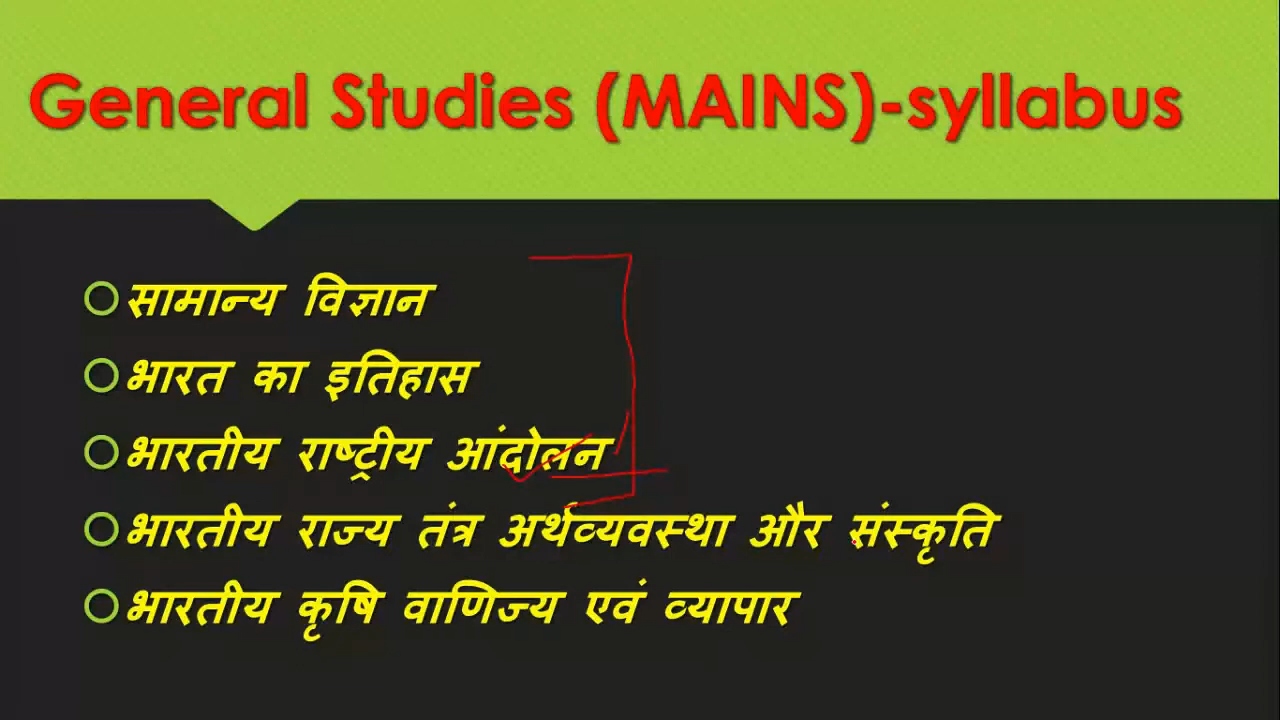 General Studies (MAINS)-syllabus
सामान्य विज्ञान
भारत का इतिहास
भारतीय राष्ट्रीय आंदोलन
भारतीय राज्य तंत्र अर्थव्यवस्था और संस्कृति
भारतीय कृषि वाणिज्य एवं व्यापार